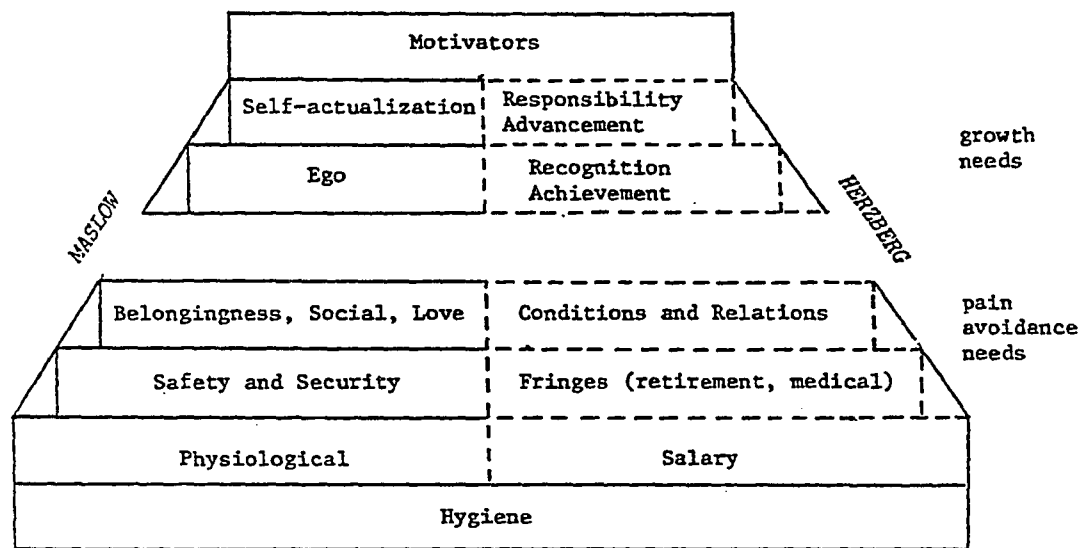 Motivators
Self-actualization
Responsibility
Advancement
growth
needs
Ego
Recognition
Achievement
MASLOW
HERZBERG
Belongingness, Social, Love
Conditions and Relations
pain
avoidance
needs
Safety and Security
Fringes (retirement, medical)
Physiological
Salary
Hygiene